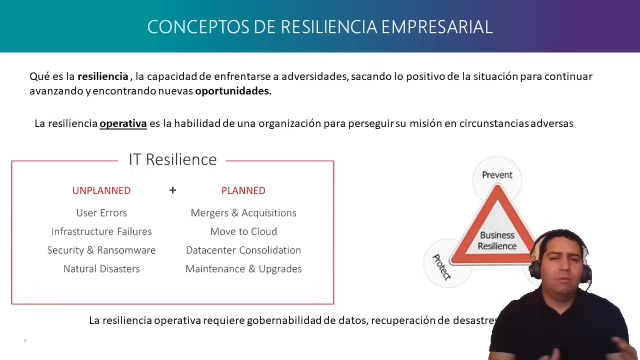 CONCEPTOS DE RESILIENCIA EMPRESARIAL
Qué es la resiliencia , la capacidad de enfrentarse a adversidades, sacando lo positivo de la situación para continuar
avanzando y encontrando nuevas oportunidades.
La resiliencia operativa es la habilidad de una organización para perseguir su misión en circunstancias adversas
IT Resilience
UNPLANNED + PLANNED
User Errors
Mergers & Acquisitions
Infrastructure Failures
Move to Cloud
Security & Ransomware
Datacenter Consolidation
Natural Disasters
Maintenance & Upgrades
Prevent
Business
Resilience
Protect
La resiliencia operativa requiere gobernabilidad de datos, recuperación de desastres